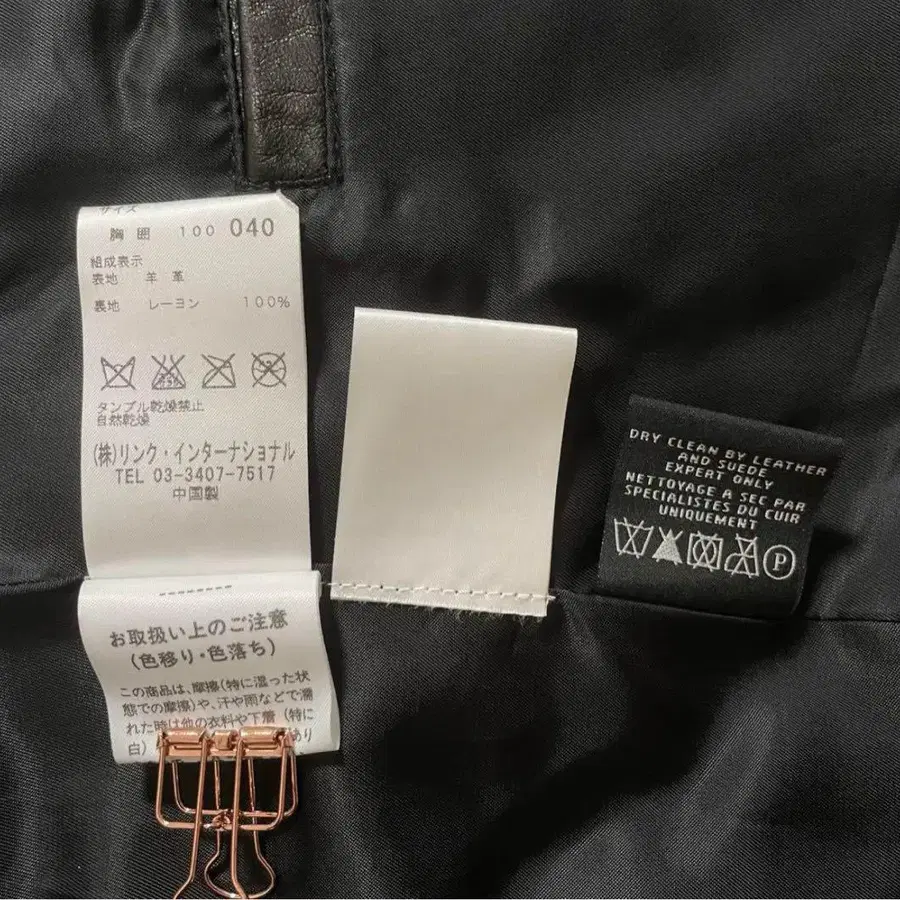 サイズ
胸囲 100 040
組成表示
表地 羊革
裏地 レーヨン 100%
タンブル乾燥禁止
自然乾燥
(株)リンク・インターナショナル
TEL 03-3407-7517
中国製
お取扱い上のご注意
(色移り・色落ち)
この商品は、摩擦(特に湿った状
態での摩擦)や、汗や雨などで濡
れた時は他の衣料や下着(特に
白)
あり
DRY CLEAN BY LEATHER
AND SUEDE
EXPERT ONLY
NETTOYAGE A SEC PAR
SPECIALISTES DU CUIR
UNIQUEMENT
P